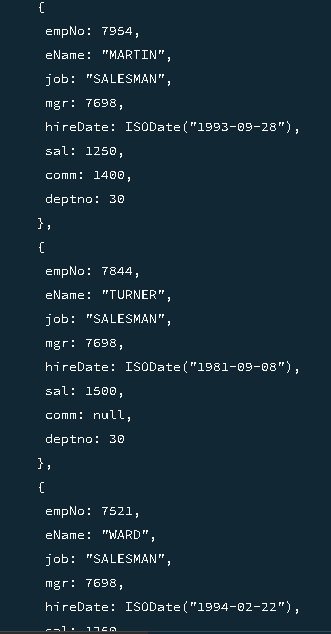 {
empNo: 7954,
eName: "MARTIN",
job: "SALESMAN",
mgr: 7698,
hireDate: ISODate("1993-09-28"),
sal: 1250,
comm: 1400,
deptno: 30
},
{
empNo: 7844,
eName: "TURNER",
job: "SALESMAN",
mgr: 7698,
hireDate: ISODate("1981-09-08"),
sal: 1500,
comm: null,
deptno: 30
},
{
empNo: 7521,
eName: "WARD",
job: "SALESMAN",
mgr: 7698,
hireDate: ISODate("1994-02-22"),